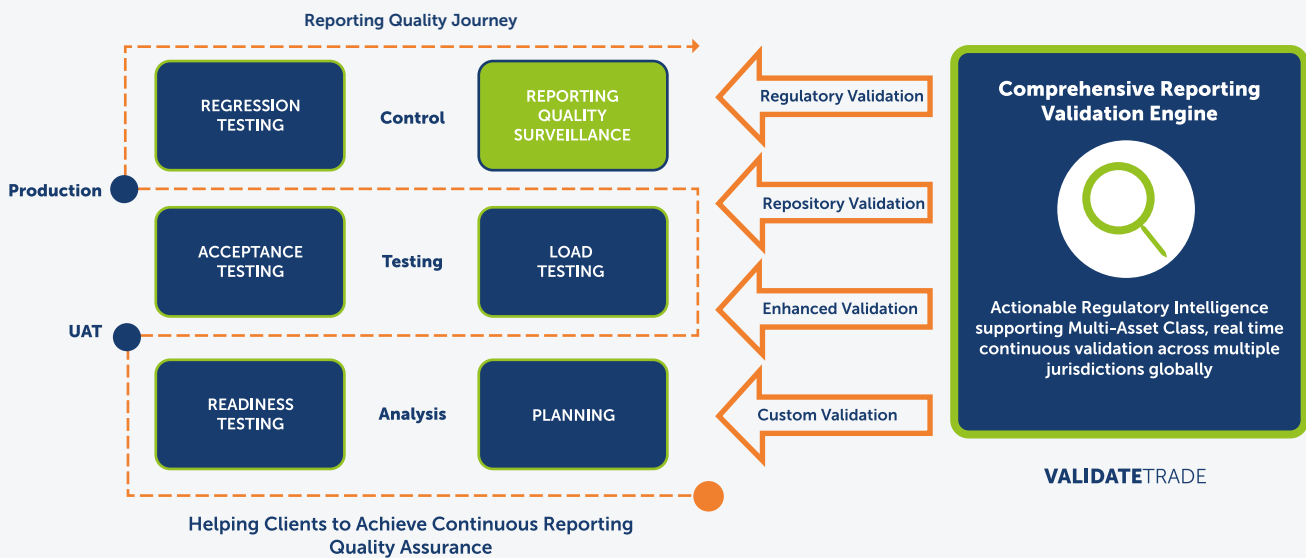 Reporting Quality Journey
REGRESSION
TESTING
Control
REPORTING
QUALITY
SURVEILLANCE
Production
ACCEPTANCE
TESTING
Testing
LOAD
TESTING
UAT
READINESS
TESTING
Analysis
PLANNING
Helping Clients to Achieve Continuous Reporting
Quality Assurance
Regulatory Validation
Repository Validation
Enhanced Validation
Custom Validation
Comprehensive Reporting
Validation Engine
Actionable Regulatory Intelligence
supporting Multi-Asset Class, real time
continuous validation across multiple
jurisdictions globally
VALIDATETRADE